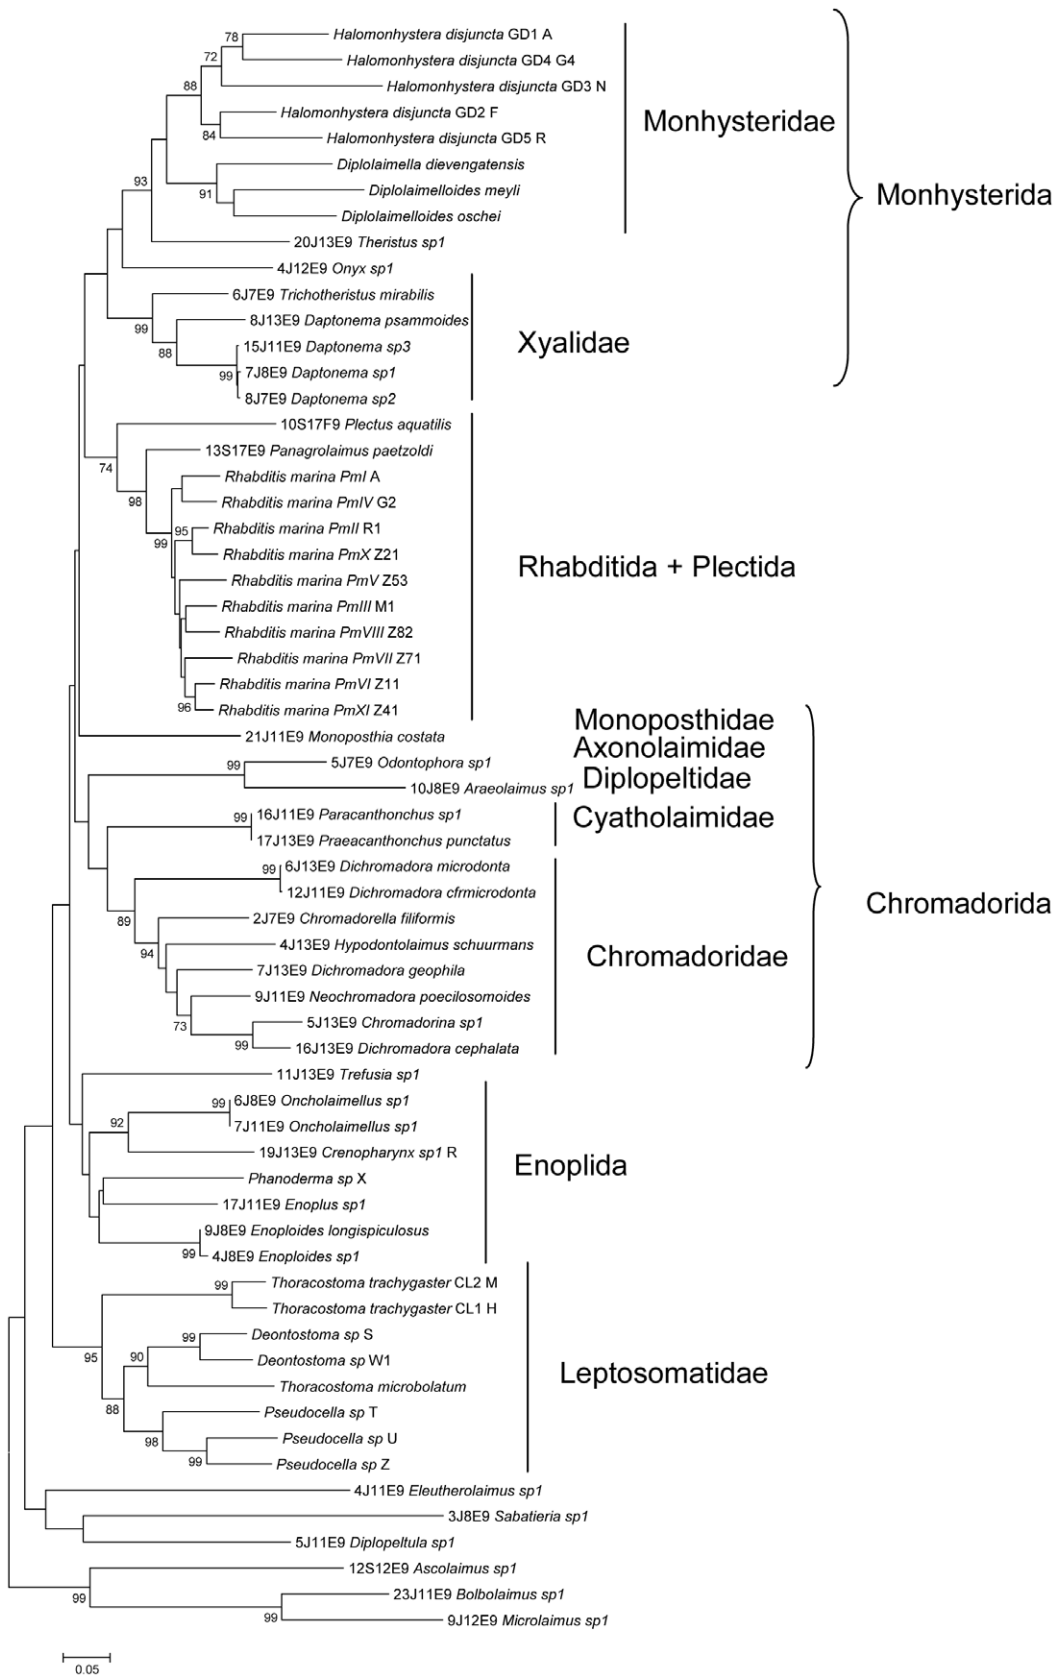 78
Halomonhystera disjuncta GD1 A
72
Halomonhystera disjuncta GD4 G4
88
Halomonhystera disjuncta GD3 N
Halomonhystera disjuncta GD2 F
84
Halomonhystera disjuncta GD5 R
Monhysteridae
Diplolaimella dievengatensis
93
91
Diplolaimelloides meyli
Monhysterida
Diplolaimelloides oschei
20J13E9 Theristus sp1
4J12E9 Onyx sp1
6J7E9 Trichotheristus mirabilis
99
8J13E9 Daptonema psammoides
88
15J11E9 Daptonema sp3
Xyalidae
99
7J8E9 Daptonema sp1
8J7E9 Daptonema sp2
10S17F9 Plectus aquatilis
74
13S17E9 Panagrolaimus paetzoldi
98
Rhabditis marina PmI A
Rhabditis marina PmIV G2
95
Rhabditis marina PmII R1
99
Rhabditis marina PmX Z21
Rhabditida + Plectida
Rhabditis marina PmV Z53
Rhabditis marina PmIII M1
Rhabditis marina PmVIII Z82
Rhabditis marina PmVII Z71
Rhabditis marina PmVI Z11
96
Rhabditis marina PmXI Z41
Monoposthidae
21J11E9 Monoposthia costata
Axonolaimidae
99
5J7E9 Odontophora sp1
Diplopeltidae
10J8E9 Araeolaimus sp1
99
16J11E9 Paracanthonchus sp1
Cyatholaimidae
17J13E9 Praeacanthonchus punctatus
99
6J13E9 Dichromadora microdonta
12J11E9 Dichromadora cfrmicrodonta
Chromadorida
89
2J7E9 Chromadorella filiformis
94
4J13E9 Hypodontolaimus schuurmans
Chromadoridae
7J13E9 Dichromadora geophila
9J11E9 Neochromadora poecilosomoides
73
5J13E9 Chromadorina sp1
99
16J13E9 Dichromadora cephalata
11J13E9 Trefusia sp1
99
6J8E9 Oncholaimellus sp1
92
7J11E9 Oncholaimellus sp1
19J13E9 Crenopharynx sp1 R
Enoplida
Phanoderma sp X
17J11E9 Enoplus sp1
9J8E9 Enoploides longispiculosus
99
4J8E9 Enoploides sp1
99
Thoracostoma trachygaster CL2 M
Thoracostoma trachygaster CL1 H
99
Deontostoma sp S
95
90
Deontostoma sp W1
Leptosomatidae
Thoracostoma microbolatum
88
Pseudocella sp T
98
Pseudocella sp U
99
Pseudocella sp Z
4J11E9 Eleutherolaimus sp1
3J8E9 Sabatieria sp1
5J11E9 Diplopeltula sp1
12S12E9 Ascolaimus sp1
99
23J11E9 Bolbolaimus sp1
99
9J12E9 Microlaimus sp1
0.05